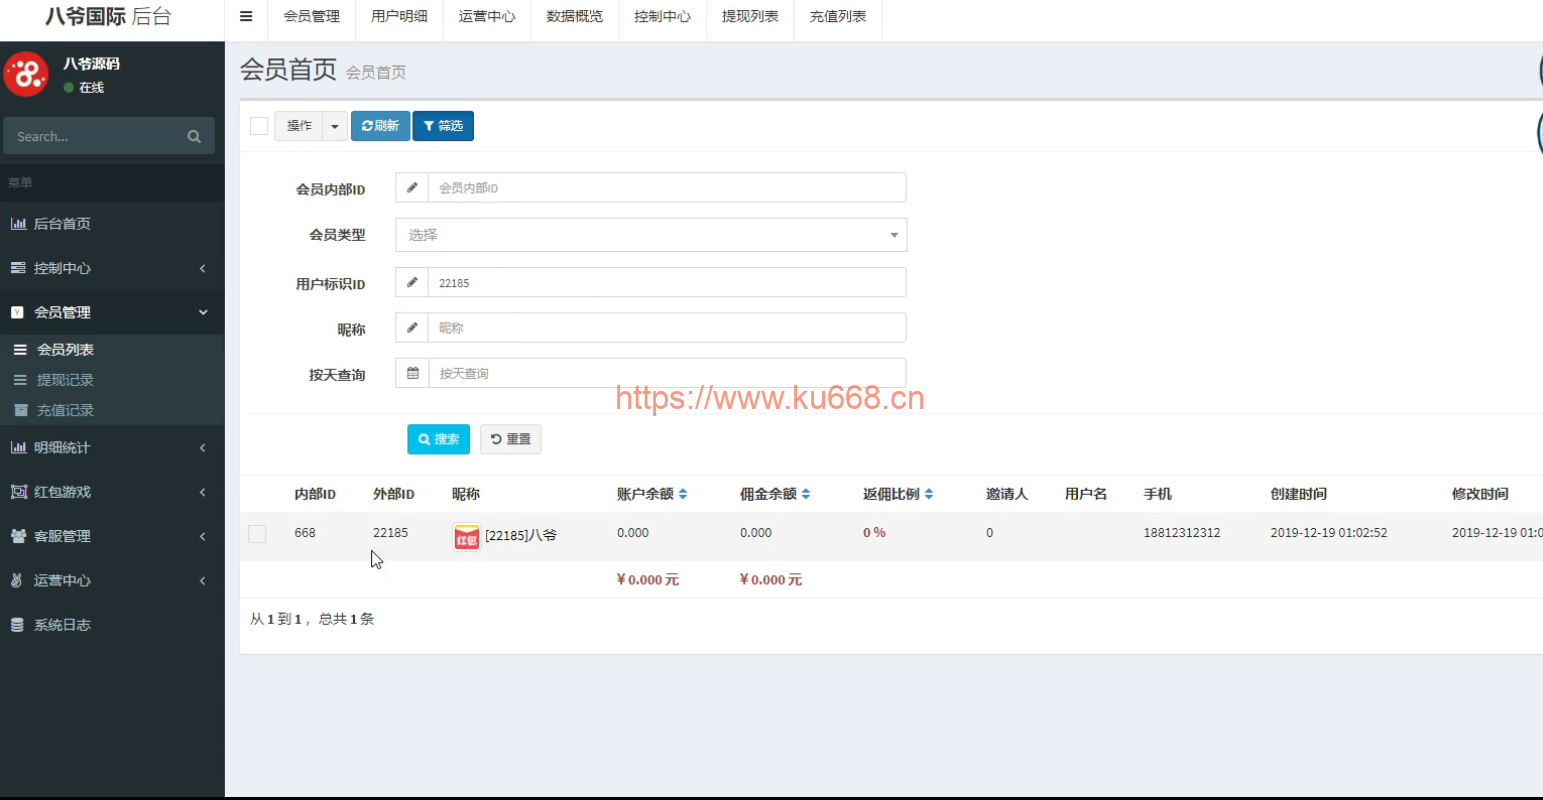 八爷国际 后台
会员管理 用户明细 运营中心 数据概览 控制中心 提现列表 充值列表
八爷源码
在线
Search...
菜单
后台首页
控制中心
会员管理
会员列表
提现记录
充值记录
明细统计
红包游戏
客服管理
运营中心
系统日志
会员首页 会员首页
操作 刷新 筛选
会员内部ID 会员内部ID
会员类型 选择
用户标识ID 22185
昵称 昵称
按天查询 按天查询
https://www.ku668.cn
搜索 重置
内部ID 外部ID 昵称 账户余额 佣金余额 返佣比例 邀请人 用户名 手机 创建时间 修改时间
668 22185 红包 [22185]八爷 0.000 0.000 0 % 0 18812312312 2019-12-19 01:02:52 2019-12-19 01:0
¥ 0.000 元 ¥ 0.000 元
从 1 到 1 ，总共 1 条